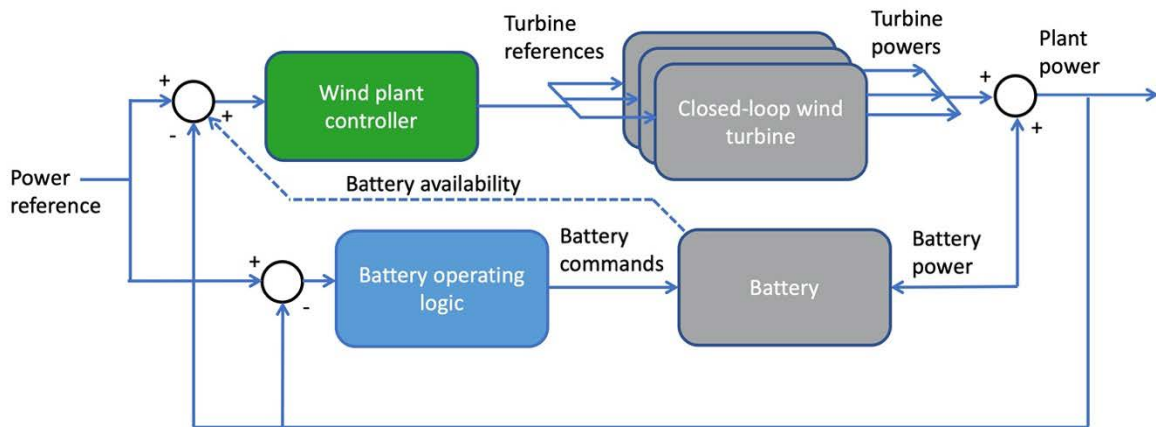 Turbine
references
Turbine
powers
Plant
power
+
+
-
Wind plant
controller
Closed-loop wind
turbine
+
+
Power
reference
Battery availability
+
-
Battery operating
logic
Battery
commands
Battery
Battery
power